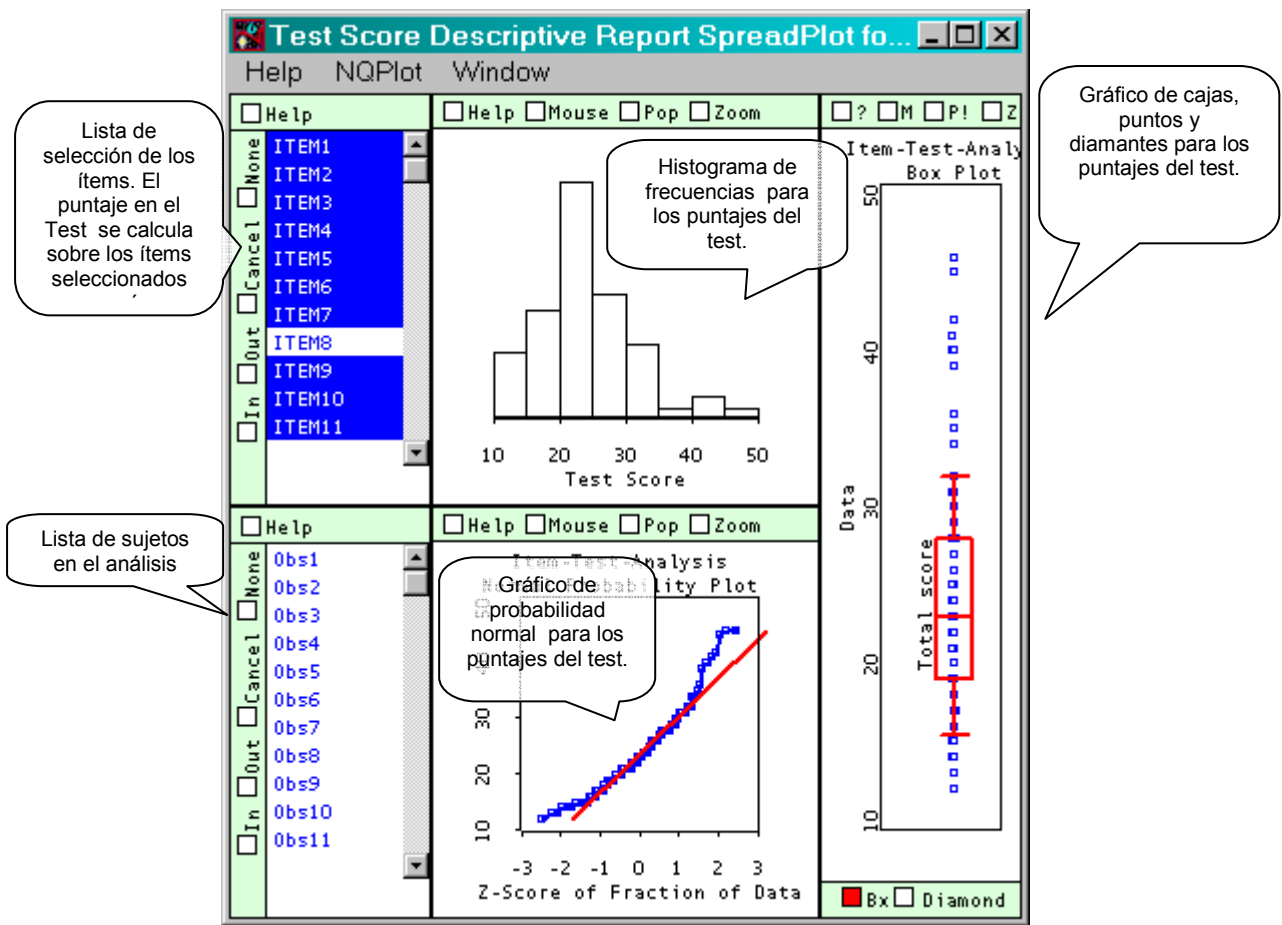 Test Score Descriptive Report SpreadPlot fo...
Help NQPlot Window
Lista de
selección de los
ítems. El
puntaje en el
Test se calcula
sobre los ítems
seleccionados
Help
None
Cancel
Out
In
ITEM1
ITEM2
ITEM3
ITEM4
ITEM5
ITEM6
ITEM7
ITEM8
ITEM9
ITEM10
ITEM11
Help Mouse Pop Zoom
Histograma de
frecuencias para
los puntajes del
test.
10 20 30 40 50
Test Score
? M P! Z
Item-Test-Analy
Box Plot
50
40
30
20
10
Data
Total score
Bx Diamond
Gráfico de cajas,
puntos y
diamantes para los
puntajes del test.
Lista de sujetos
en el análisis
Help
None
Cancel
Out
In
Obs1
Obs2
Obs3
Obs4
Obs5
Obs6
Obs7
Obs8
Obs9
Obs10
Obs11
Help Mouse Pop Zoom
Item-Test-Analysis
Normal Probability Plot
Gráfico de
probabilidad
normal para los
puntajes del test.
30
20
10
-3 -2 -1 0 1 2 3
Z-Score of Fraction of Data